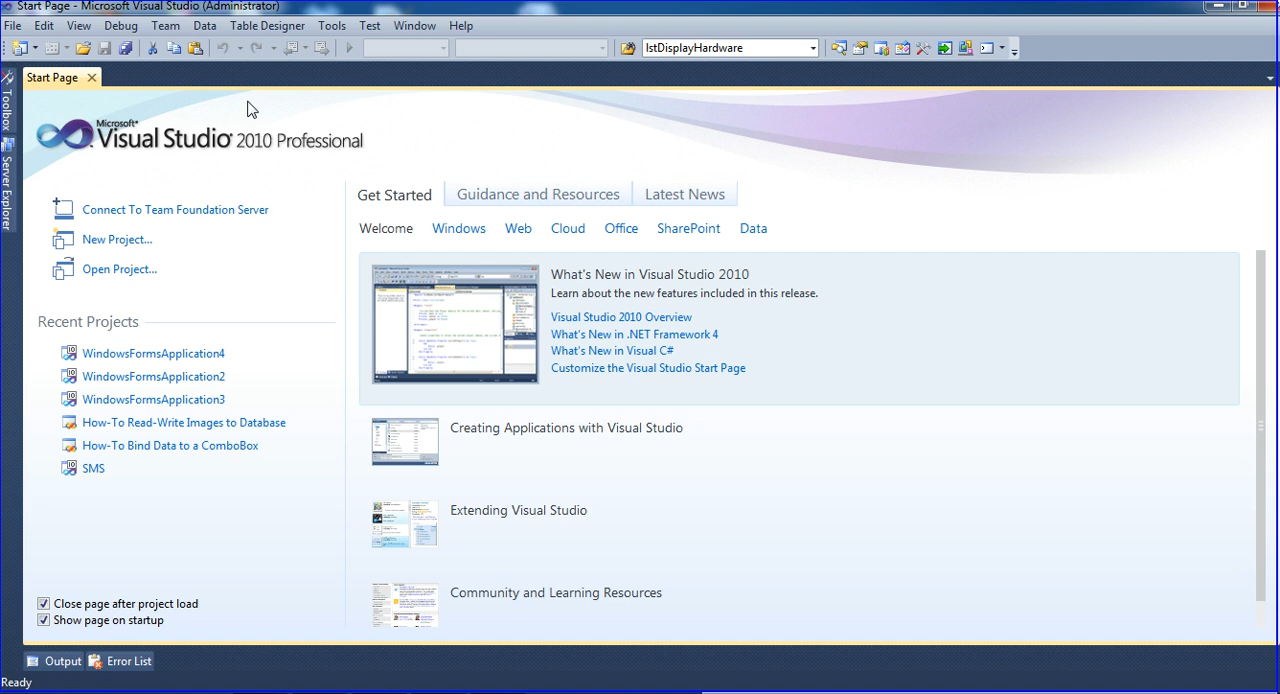 Start Page - Microsoft Visual Studio (Administrator)
File Edit View Debug Team Data Table Designer Tools Test Window Help
lstDisplayHardware
Start Page
Toolbox
Server Explorer
Microsoft
Visual Studio 2010 Professional
Connect To Team Foundation Server
New Project...
Open Project...
Recent Projects
WindowsFormsApplication4
WindowsFormsApplication2
WindowsFormsApplication3
How-To Read-Write Images to Database
How-To Bind Data to a ComboBox
SMS
Close page after project load
Show page on startup
Get Started Guidance and Resources Latest News
Welcome Windows Web Cloud Office SharePoint Data
What's New in Visual Studio 2010
Learn about the new features included in this release.
Visual Studio 2010 Overview
What's New in .NET Framework 4
What's New in Visual C#
Customize the Visual Studio Start Page
Creating Applications with Visual Studio
Extending Visual Studio
Community and Learning Resources
Output Error List
Ready